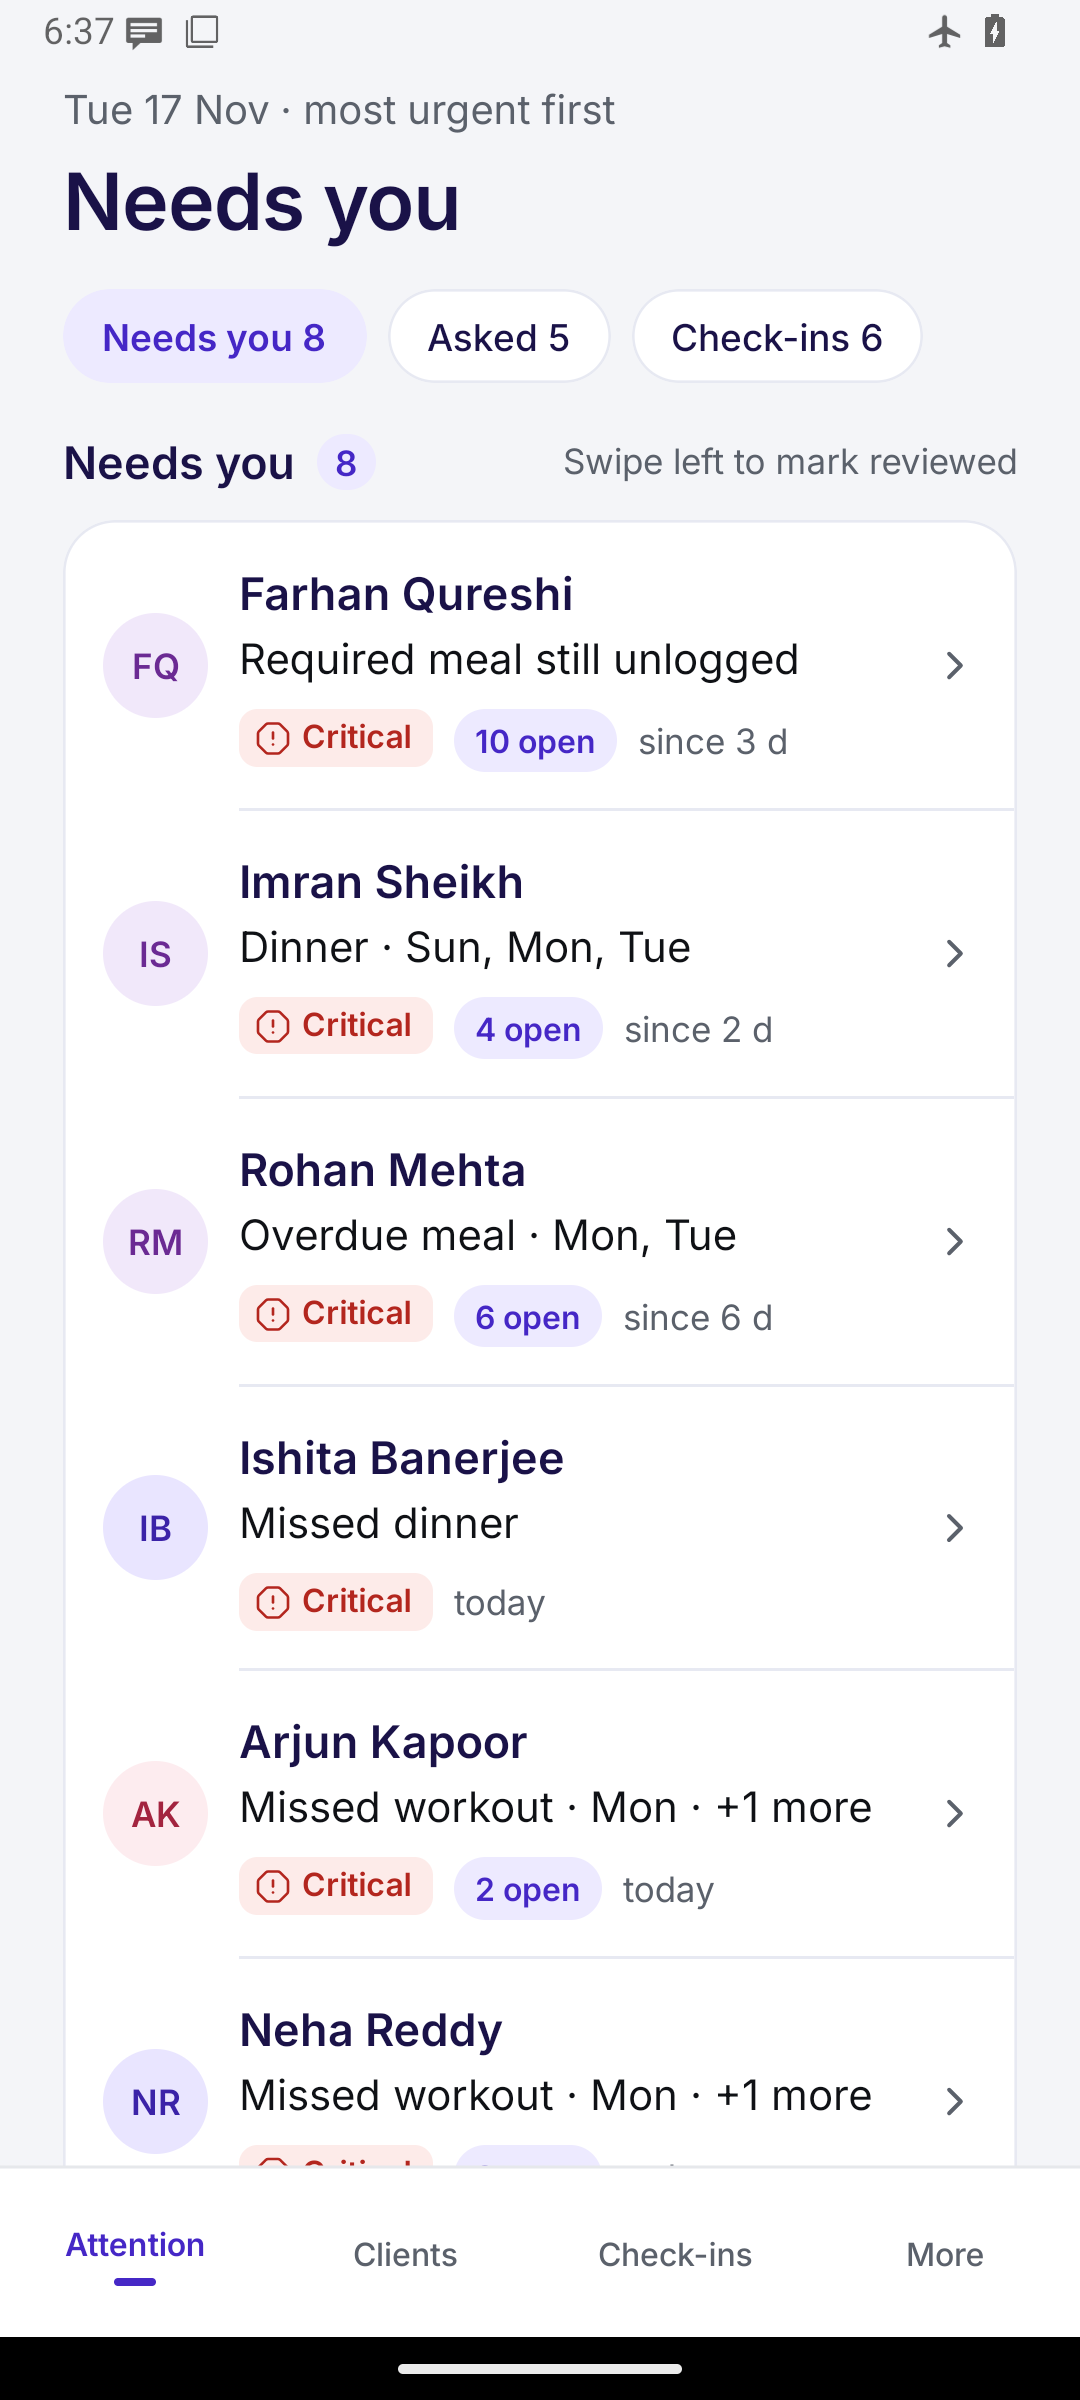 6:37
Tue 17 Nov · most urgent first
Needs you
Needs you 8
Asked 5
Check-ins 6
Needs you 8
Swipe left to mark reviewed
Farhan Qureshi
FQ
Required meal still unlogged
Critical
10 open
since 3 d
Imran Sheikh
IS
Dinner · Sun, Mon, Tue
Critical
4 open
since 2 d
Rohan Mehta
RM
Overdue meal · Mon, Tue
Critical
6 open
since 6 d
Ishita Banerjee
IB
Missed dinner
Critical
today
Arjun Kapoor
AK
Missed workout · Mon · +1 more
Critical
2 open
today
Neha Reddy
NR
Missed workout · Mon · +1 more
Attention
Clients
Check-ins
More